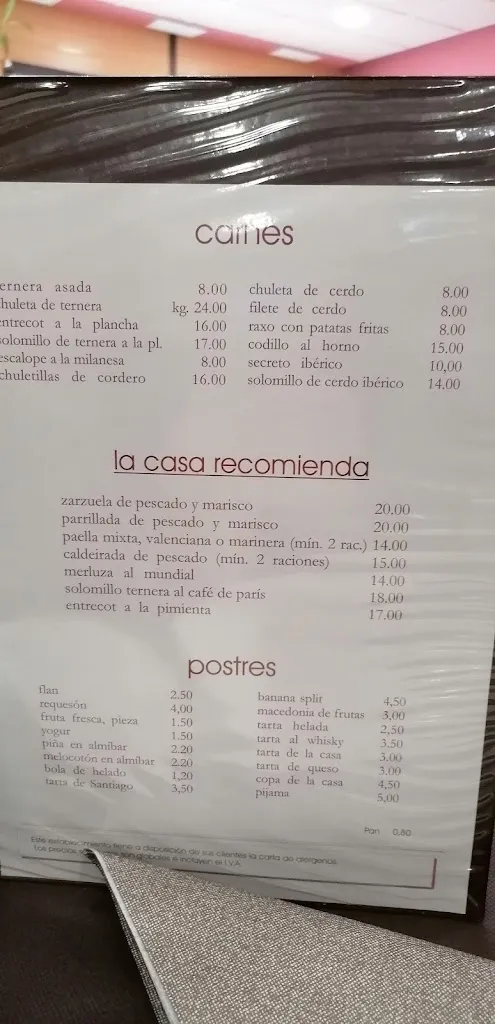 carnes
ernera asada 8.00
huleta de ternera kg. 24.00
entrecot a la plancha 16.00
solomillo de ternera a la pl. 17.00
escalope a la milanesa 8.00
chuletillas de cordero 16.00
chuleta de cerdo 8.00
filete de cerdo 8.00
raxo con patatas fritas 8.00
codillo al horno 15.00
secreto ibérico 10,00
solomillo de cerdo ibérico 14.00
la casa recomienda
zarzuela de pescado y marisco 20.00
parrillada de pescado y marisco 20.00
paella mixta, valenciana o marinera (mín. 2 rac.) 14.00
caldeirada de pescado (mín. 2 raciones) 15.00
merluza al mundial 14.00
solomillo ternera al café de parís 18.00
entrecot a la pimienta 17.00
postres
flan 2.50
requesón 4,00
fruta fresca, pieza 1.50
yogur 1.50
piña en almíbar 2.20
melocotón en almíbar 2.20
bola de helado 1,20
tarta de Santiago 3,50
banana split 4,50
macedonia de frutas 3,00
tarta helada 2,50
tarta al whisky 3.50
tarta de la casa 3.00
tarta de queso 3.00
copa de la casa 4,50
pijama 5,00
Pan 0,80
Este establecimiento tiene a disposición de sus clientes la carta de alérgenos.
Los precios son globales e incluyen el I.V.A.